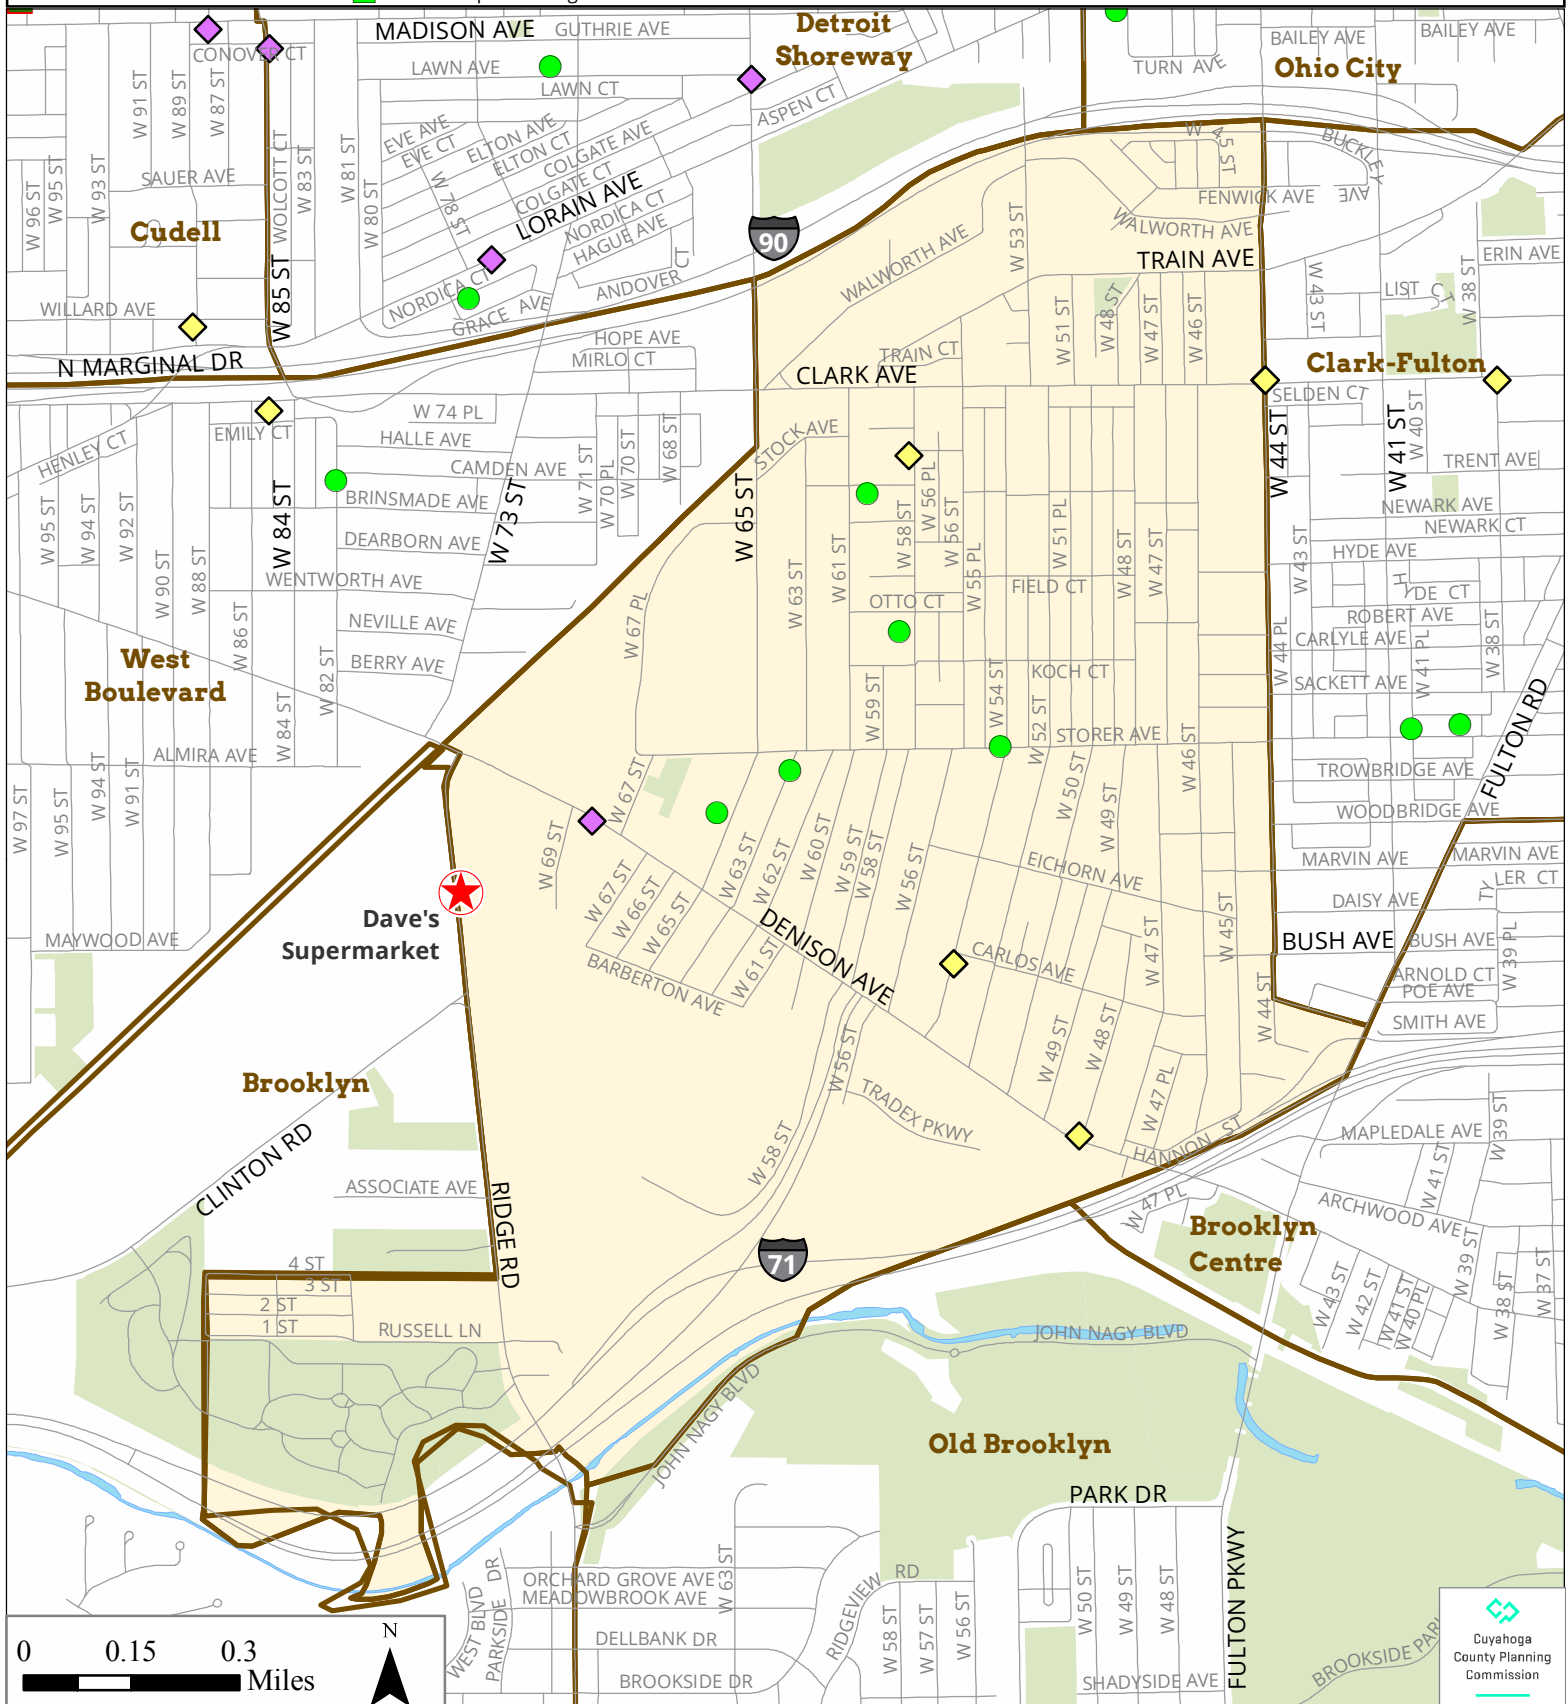 MADISON AVE
GUTHRIE AVE
Detroit
Shoreway
BAILEY AVE
BAILEY AVE
CONOVER CT
LAWN AVE
TURN AVE
Ohio City
LAWN CT
W 91 ST
W 89 ST
W 87 ST
ASPEN CT
EVE AVE
EVE CT
ELTON AVE
ELTON CT
COLGATE AVE
COLGATE CT
W 45 ST
BUCKLEY
AVE
W 96 ST
W 95 ST
W 93 ST
SAUER AVE
WOLCOTT CT
W 83 ST
W 81 ST
W 80 ST
W 78 ST
LORAIN AVE
NORDICA CT
HAGUE AVE
FENWICK AVE
WALWORTH AVE
Cudell
90
WALWORTH AVE
W 53 ST
TRAIN AVE
ERIN AVE
W 85 ST
NORDICA CT
GRACE AVE
ANDOVER CT
W 43 ST
LIST CT
W 38 ST
WILLARD AVE
HOPE AVE
MIRLO CT
W 51 ST
W 48 ST
W 47 ST
W 46 ST
N MARGINAL DR
TRAIN CT
CLARK AVE
Clark-Fulton
SELDEN CT
W 74 PL
EMILY CT
HALLE AVE
STOCK AVE
W 44 ST
W 41 ST
W 40 ST
HENLEY CT
CAMDEN AVE
W 71 ST
W 70 PL
W 70 ST
W 68 ST
TRENT AVE
BRINSMADE AVE
W 73 ST
W 65 ST
W 58 ST
W 56 PL
W 56 ST
NEWARK AVE
NEWARK CT
W 95 ST
W 94 ST
W 92 ST
W 90 ST
W 88 ST
W 84 ST
DEARBORN AVE
W 63 ST
W 61 ST
W 55 PL
W 51 PL
W 48 ST
W 47 ST
W 43 ST
HYDE AVE
WENTWORTH AVE
OTTO CT
FIELD CT
HYDE CT
W 86 ST
NEVILLE AVE
W 67 PL
ROBERT AVE
CARLYLE AVE
W 44 PL
W 41 PL
W 38 ST
West
Boulevard
BERRY AVE
W 82 ST
KOCH CT
SACKETT AVE
W 84 ST
W 59 ST
W 54 ST
W 52 ST
STORER AVE
W 46 ST
FULTON RD
ALMIRA AVE
W 97 ST
W 95 ST
W 94 ST
W 91 ST
W 67 ST
W 50 ST
W 49 ST
TROWBRIDGE AVE
WOODBRIDGE AVE
W 69 ST
W 63 ST
W 62 ST
W 60 ST
W 59 ST
W 58 ST
W 56 ST
EICHORN AVE
MARVIN AVE
MARVIN AVE
TYLER CT
Dave's
Supermarket
W 67 ST
W 66 ST
W 65 ST
W 61 ST
DENISON AVE
W 47 ST
W 45 ST
DAISY AVE
MAYWOOD AVE
BARBERTON AVE
CARLOS AVE
BUSH AVE
BUSH AVE
W 39 PL
ARNOLD CT
POE AVE
W 44 ST
SMITH AVE
W 56 ST
W 49 ST
W 48 ST
W 47 PL
Brooklyn
TRADEX PKWY
HANNON ST
MAPLEDALE AVE
W 39 ST
CLINTON RD
W 58 ST
ASSOCIATE AVE
RIDGE RD
W 47 PL
W 41 ST
ARCHWOOD AVE
Brooklyn
Centre
71
4 ST
3 ST
2 ST
1 ST
RUSSELL LN
JOHN NAGY BLVD
W 43 ST
W 42 ST
W 41 ST
W 40 PL
W 39 ST
W 38 ST
W 37 ST
JOHN NAGY BLVD
Old Brooklyn
PARK DR
FULTON PKWY
WEST BLVD
PARKSIDE DR
ORCHARD GROVE AVE
MEADOWBROOK AVE
W 63 ST
RIDGEVIEW RD
W 58 ST
W 57 ST
W 56 ST
W 50 ST
W 49 ST
W 48 ST
DELLBANK DR
BROOKSIDE DR
SHADYSIDE AVE
0 0.15 0.3
Miles
N
Cuyahoga
County Planning
Commission